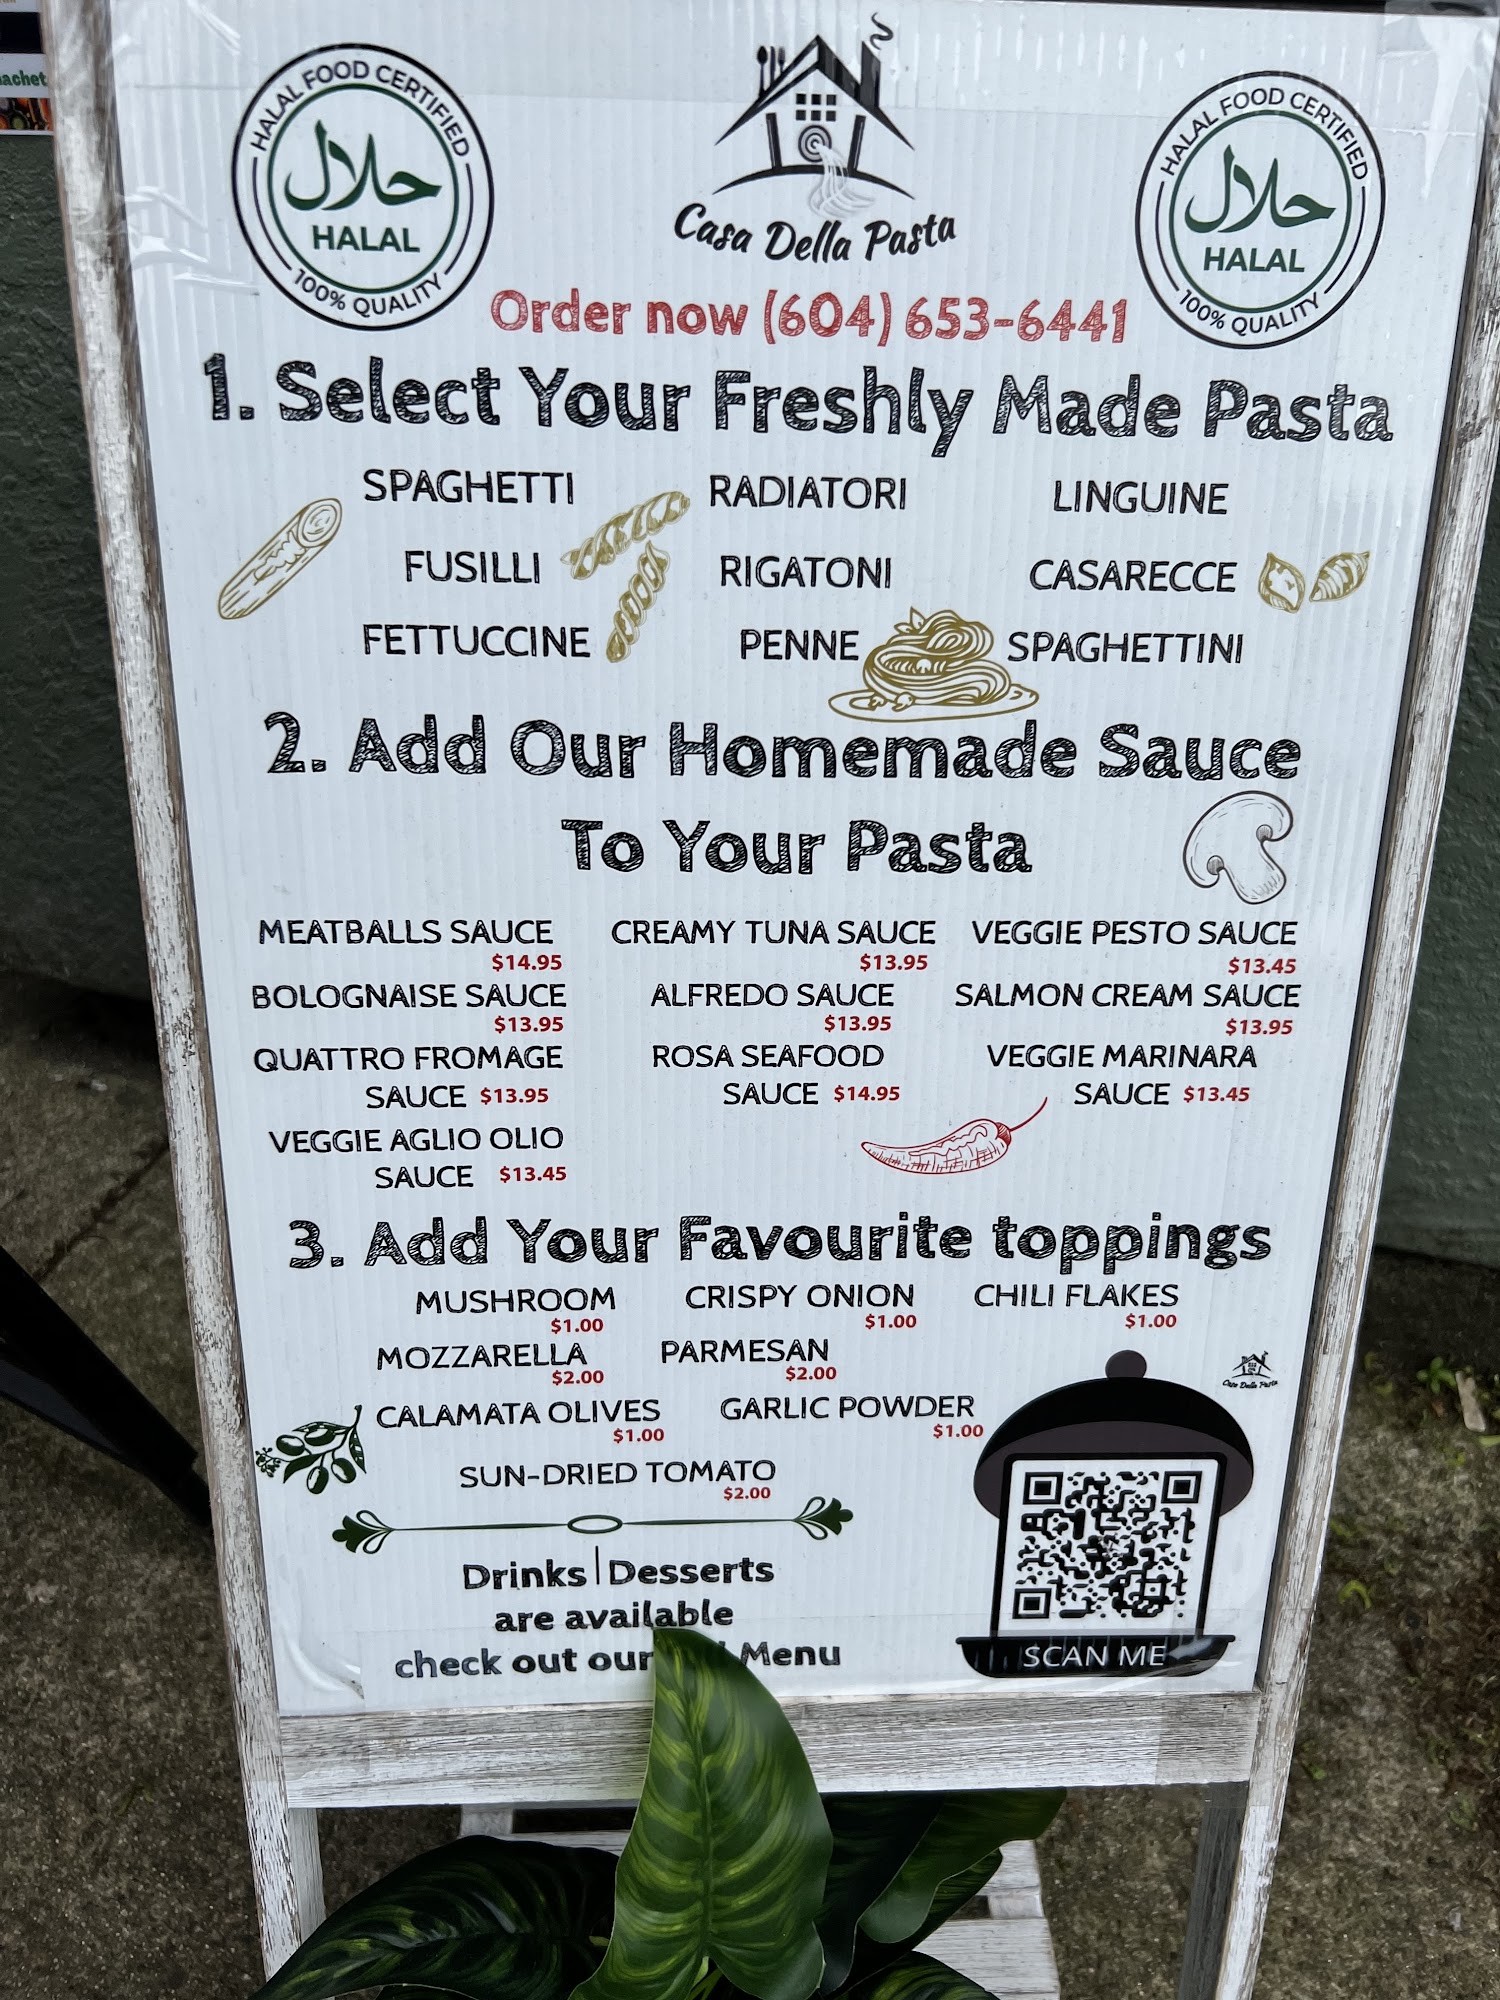 achet
HALAL FOOD CERTIFIED
حلال
HALAL
100% QUALITY
Casa Della Pasta
HALAL FOOD CERTIFIED
حلال
HALAL
100% QUALITY
Order now (604) 653-6441
1. Select Your Freshly Made Pasta
SPAGHETTI RADIATORI LINGUINE
FUSILLI RIGATONI CASARECCE
FETTUCCINE PENNE SPAGHETTINI
2. Add Our Homemade Sauce
To Your Pasta
MEATBALLS SAUCE CREAMY TUNA SAUCE VEGGIE PESTO SAUCE
$14.95 $13.95 $13.45
BOLOGNAISE SAUCE ALFREDO SAUCE SALMON CREAM SAUCE
$13.95 $13.95 $13.95
QUATTRO FROMAGE ROSA SEAFOOD VEGGIE MARINARA
SAUCE $13.95 SAUCE $14.95 SAUCE $13.45
VEGGIE AGLIO OLIO
SAUCE $13.45
3. Add Your Favourite toppings
MUSHROOM CRISPY ONION CHILI FLAKES
$1.00 $1.00 $1.00
MOZZARELLA PARMESAN
$2.00 $2.00
Casa Della Pasta
CALAMATA OLIVES GARLIC POWDER
$1.00 $1.00
SUN-DRIED TOMATO
$2.00
Drinks | Desserts
are available
check out our Menu
SCAN ME